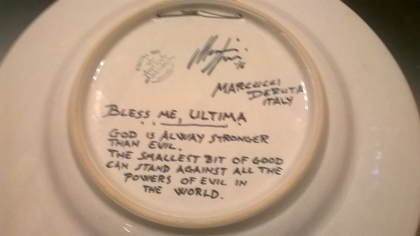 MARCUCCI
DERUTA
ITALY
BLESS ME, ULTIMA
GOD IS ALWAY STRONGER
THAN EVIL.
THE SMALLEST BIT OF GOOD
CAN STAND AGAINST ALL THE
POWERS OF EVIL IN
THE WORLD.